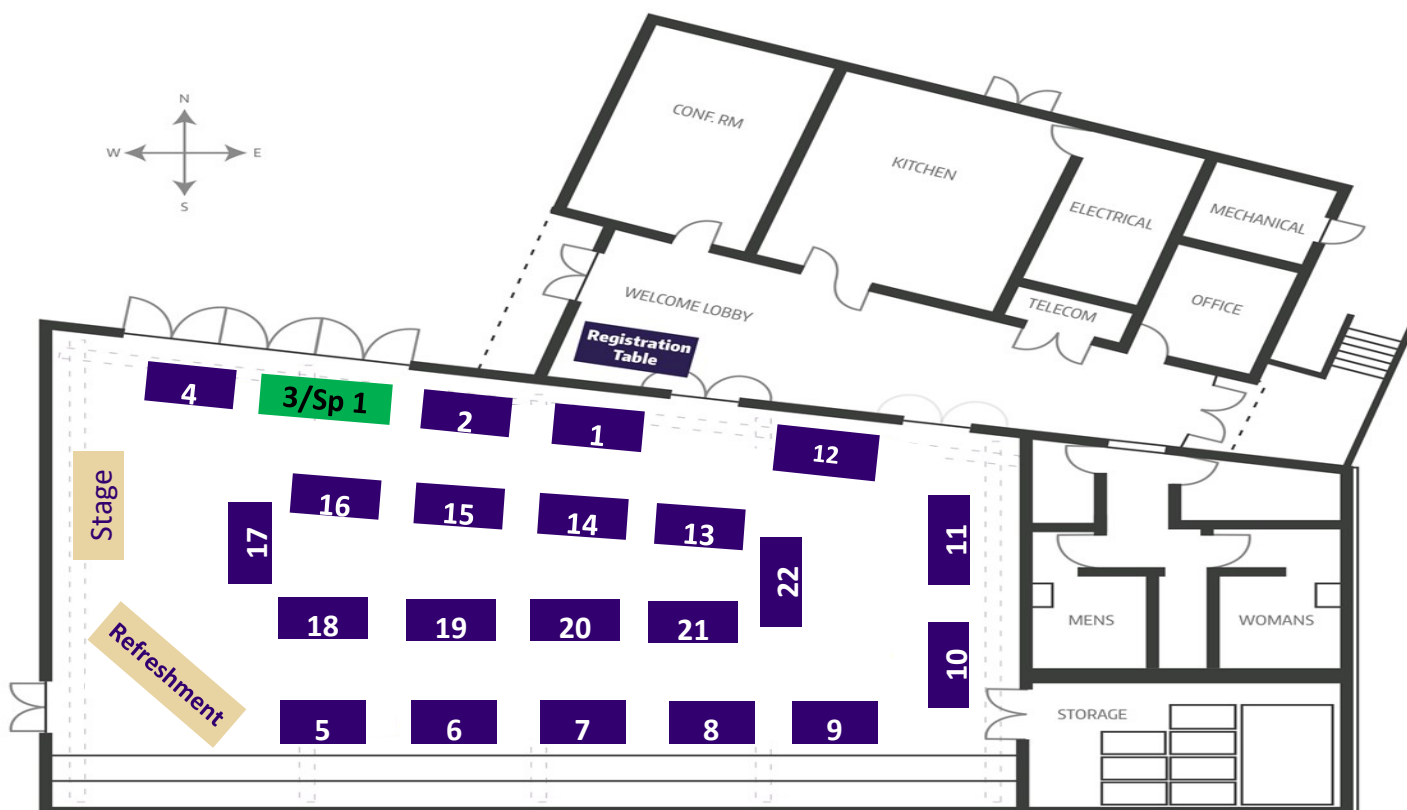 N
W
E
S
CONF. RM
KITCHEN
ELECTRICAL
MECHANICAL
OFFICE
TELECOM
WELCOME LOBBY
Registration
Table
4
3/Sp 1
2
1
12
Stage
17
16
15
14
13
22
11
18
19
20
21
10
Refreshment
5
6
7
8
9
MENS
WOMANS
STORAGE